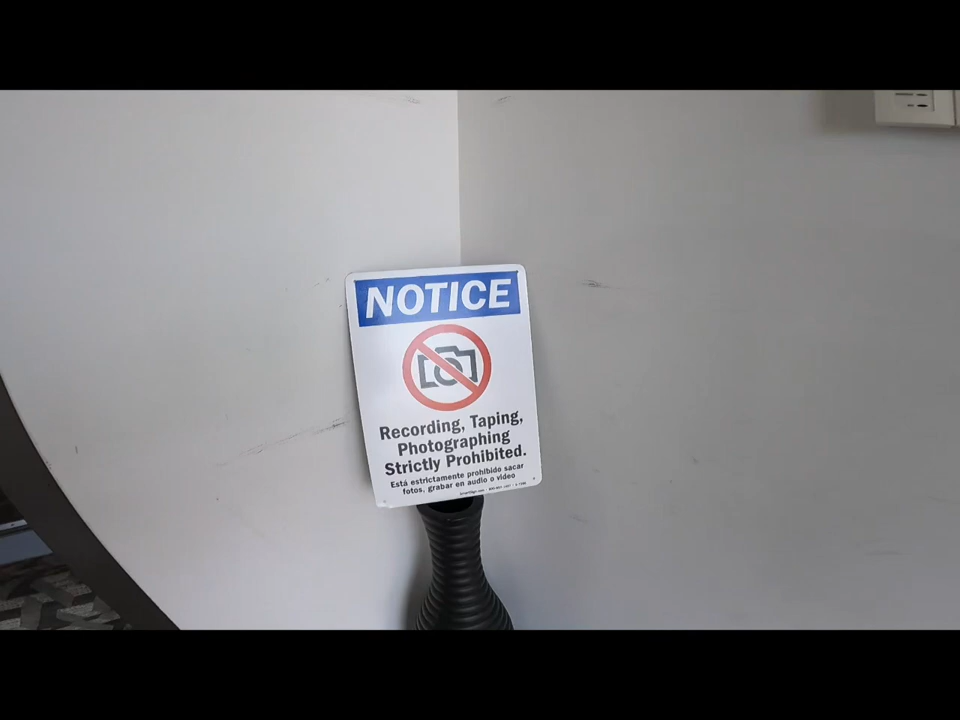 NOTICE
Recording, Taping,
Photographing
Strictly Prohibited.
Está estrictamente prohibido sacar
fotos, grabar en audio o video